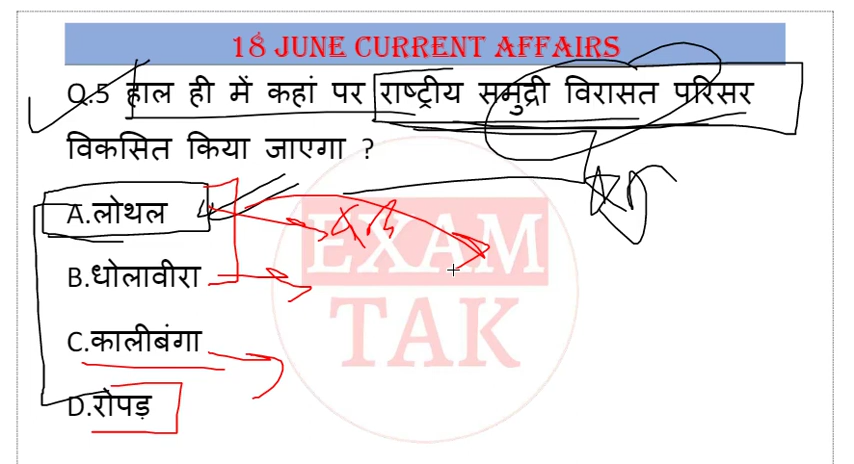 18 JUNE CURRENT AFFAIRS
Q.5 हाल ही में कहां पर राष्ट्रीय समुद्री विरासत परिसर
विकसित किया जाएगा ?
A.लोथल
B.धोलावीरा
C.कालीबंगा
D.रोपड़
EXAM
TAK